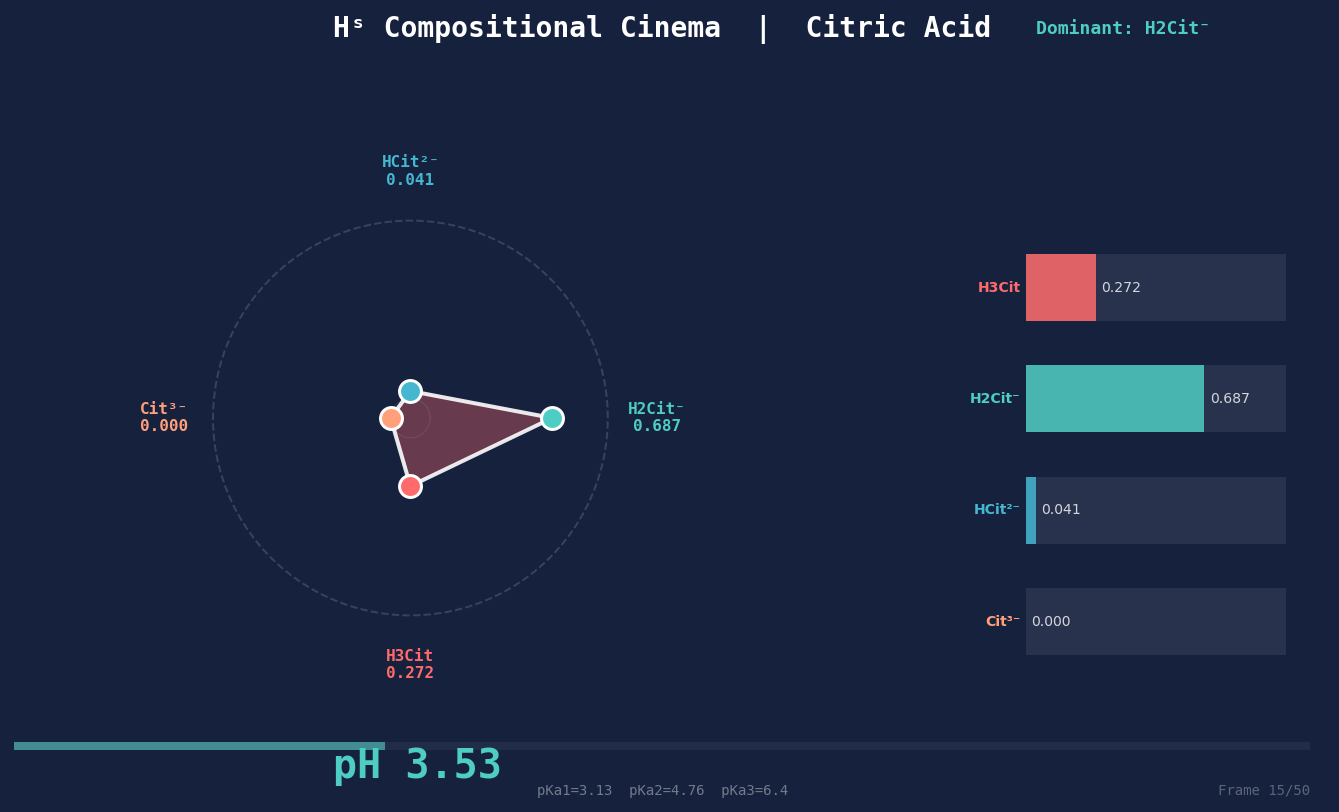 Hˢ Compositional Cinema | Citric Acid
Dominant: H2Cit⁻
HCit²⁻
0.041
Cit³⁻
0.000
H2Cit⁻
0.687
H3Cit
0.272
H3Cit 0.272
H2Cit⁻ 0.687
HCit²⁻ 0.041
Cit³⁻ 0.000
pH 3.53
pKa1=3.13 pKa2=4.76 pKa3=6.4
Frame 15/50